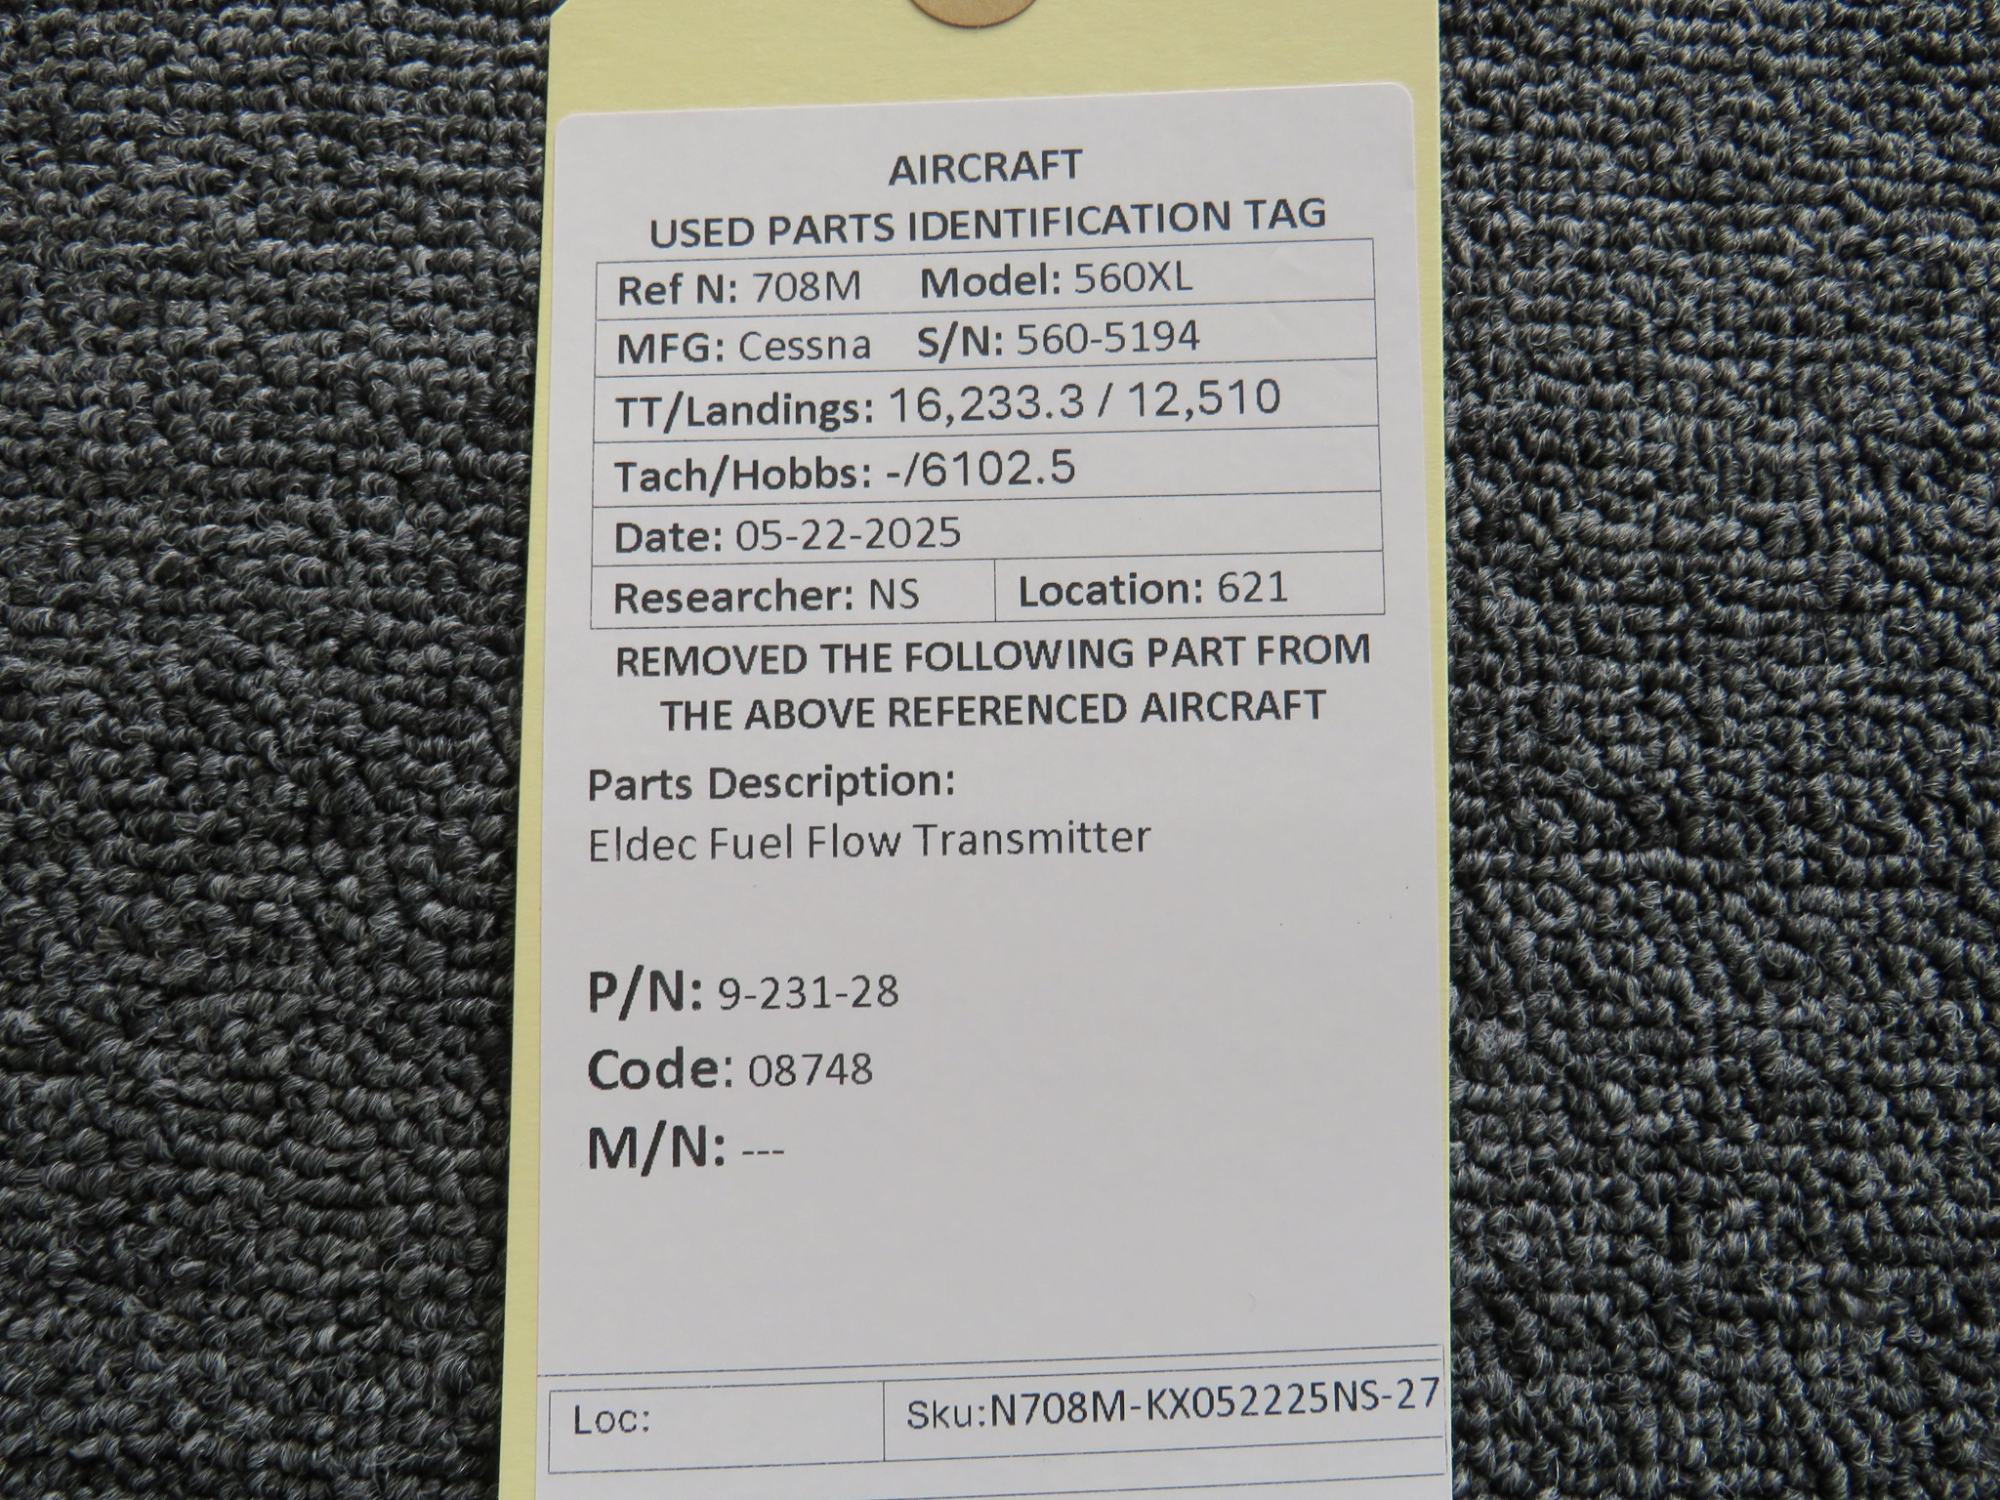 AIRCRAFT
USED PARTS IDENTIFICATION TAG
Ref N: 708M Model: 560XL
MFG: Cessna S/N: 560-5194
TT/Landings: 16,233.3 / 12,510
Tach/Hobbs: -/6102.5
Date: 05-22-2025
Researcher: NS Location: 621
REMOVED THE FOLLOWING PART FROM
THE ABOVE REFERENCED AIRCRAFT
Parts Description:
Eldec Fuel Flow Transmitter
P/N: 9-231-28
Code: 08748
M/N: ---
Loc: Sku:N708M-KX052225NS-27